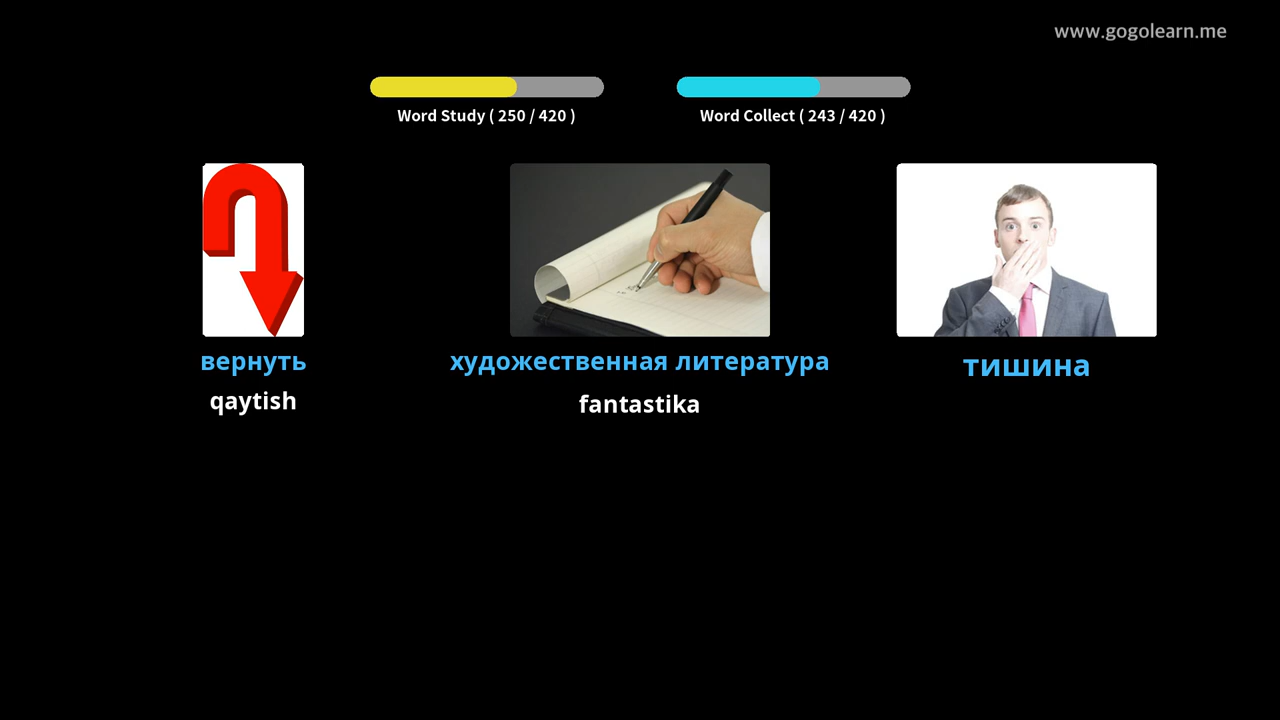 www.gogolearn.me
Word Study ( 250 / 420 )
Word Collect ( 243 / 420 )
вернуть
художественная литература
тишина
qaytish
fantastika